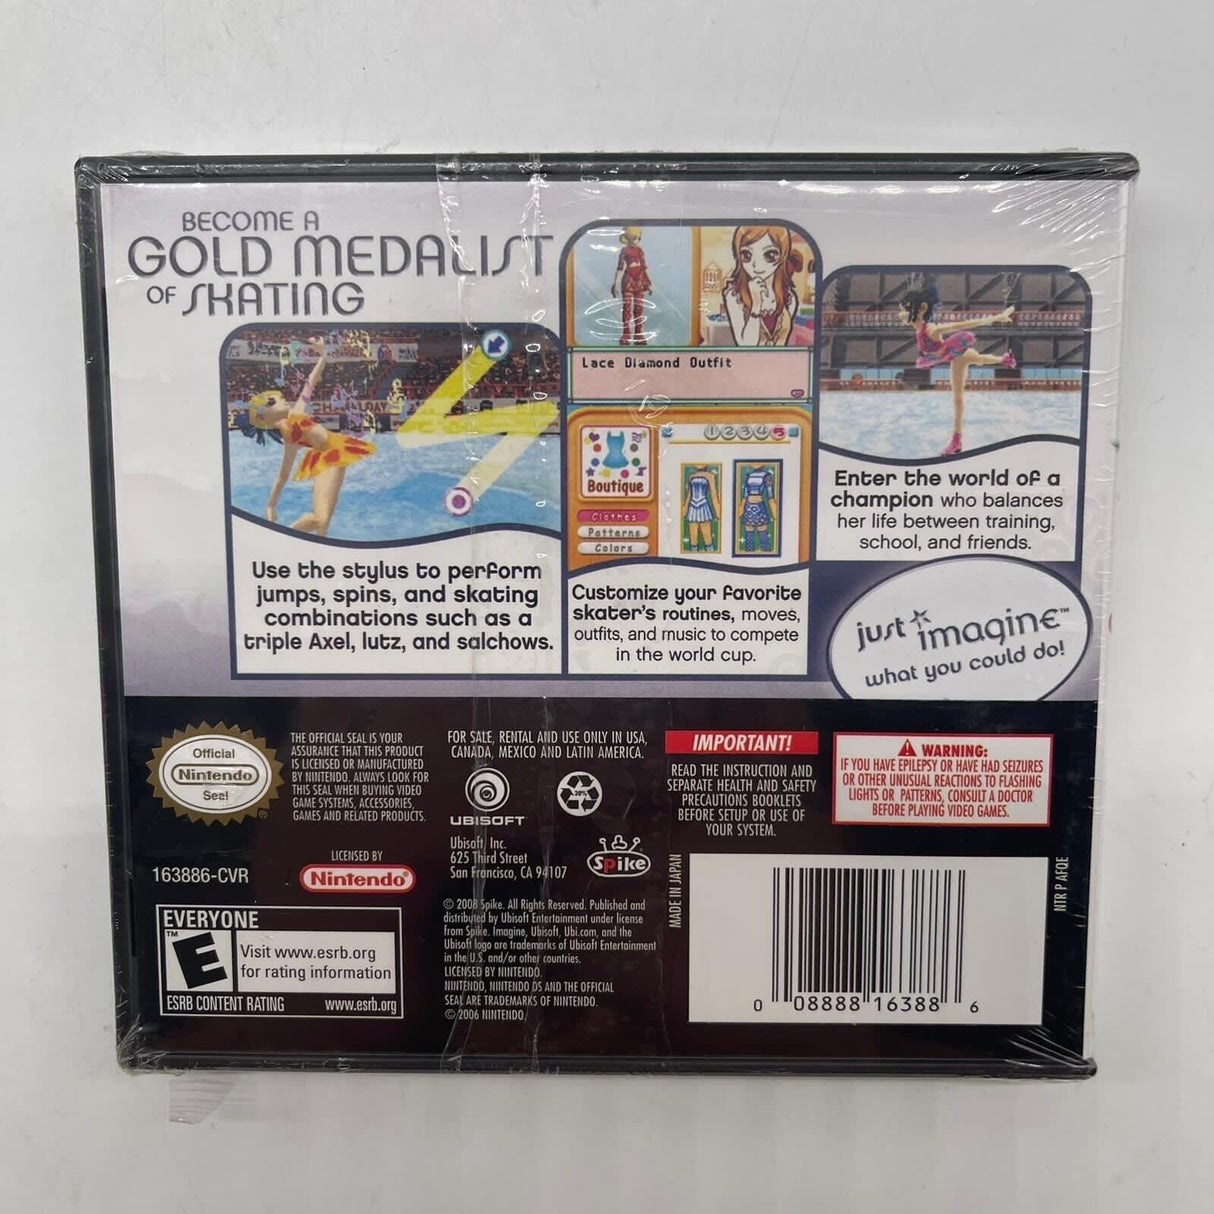 BECOME A
GOLD MEDALIST
OF SKATING
Use the stylus to perform
jumps, spins, and skating
combinations such as a
triple Axel, lutz, and salchows.
Lace Diamond Outfit
1 2 3 4 5
Boutique
Clothes
Patterns
Colors
Customize your favorite
skater's routines, moves,
outfits, and music to compete
in the world cup.
Enter the world of a
champion who balances
her life between training,
school, and friends.
just imagine™
what you could do!
Official
Nintendo
Seal
®
THE OFFICIAL SEAL IS YOUR
ASSURANCE THAT THIS PRODUCT
IS LICENSED OR MANUFACTURED
BY NINTENDO. ALWAYS LOOK FOR
THIS SEAL WHEN BUYING VIDEO
GAME SYSTEMS, ACCESSORIES,
GAMES AND RELATED PRODUCTS.
LICENSED BY
Nintendo®
163886-CVR
EVERYONE
E™
Visit www.esrb.org
for rating information
ESRB CONTENT RATING www.esrb.org
FOR SALE, RENTAL AND USE ONLY IN USA,
CANADA, MEXICO AND LATIN AMERICA.
UBISOFT
30%
Ubisoft, Inc.
625 Third Street
San Francisco, CA 94107
Spike
© 2008 Spike. All Rights Reserved. Published and
distributed by Ubisoft Entertainment under license
from Spike. Imagine, Ubisoft, Ubi.com, and the
Ubisoft logo are trademarks of Ubisoft Entertainment
in the U.S. and/or other countries.
LICENSED BY NINTENDO.
NINTENDO, NINTENDO DS AND THE OFFICIAL
SEAL ARE TRADEMARKS OF NINTENDO.
© 2006 NINTENDO.
IMPORTANT!
READ THE INSTRUCTION AND
SEPARATE HEALTH AND SAFETY
PRECAUTIONS BOOKLETS
BEFORE SETUP OR USE OF
YOUR SYSTEM.
WARNING:
IF YOU HAVE EPILEPSY OR HAVE HAD SEIZURES
OR OTHER UNUSUAL REACTIONS TO FLASHING
LIGHTS OR PATTERNS, CONSULT A DOCTOR
BEFORE PLAYING VIDEO GAMES.
MADE IN JAPAN
0 08888 16388 6
NTR P AFQE